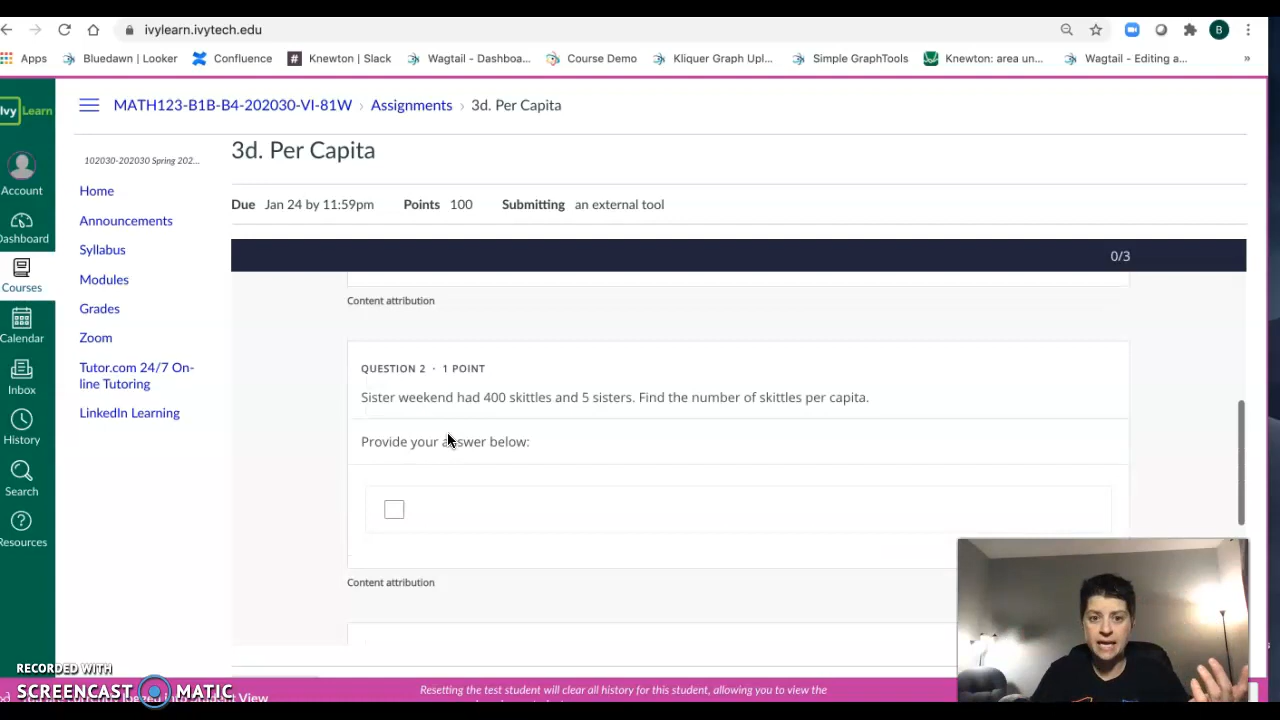 ivylearn.ivytech.edu
B
Apps
Bluedawn | Looker
Confluence
Knewton | Slack
Wagtail - Dashboa...
Course Demo
Kliquer Graph Upl...
Simple GraphTools
Knewton: area un...
Wagtail - Editing a...
»
Ivy Learn
Account
Dashboard
Courses
Calendar
Inbox
History
Search
Resources
MATH123-B1B-B4-202030-VI-81W › Assignments › 3d. Per Capita
102030-202030 Spring 202...
Home
Announcements
Syllabus
Modules
Grades
Zoom
Tutor.com 24/7 On-
line Tutoring
LinkedIn Learning
3d. Per Capita
Due Jan 24 by 11:59pm Points 100 Submitting an external tool
0/3
Content attribution
QUESTION 2 · 1 POINT
Sister weekend had 400 skittles and 5 sisters. Find the number of skittles per capita.
Provide your answer below:
Content attribution
RECORDED WITH
SCREENCAST MATIC
View
Resetting the test student will clear all history for this student, allowing you to view the